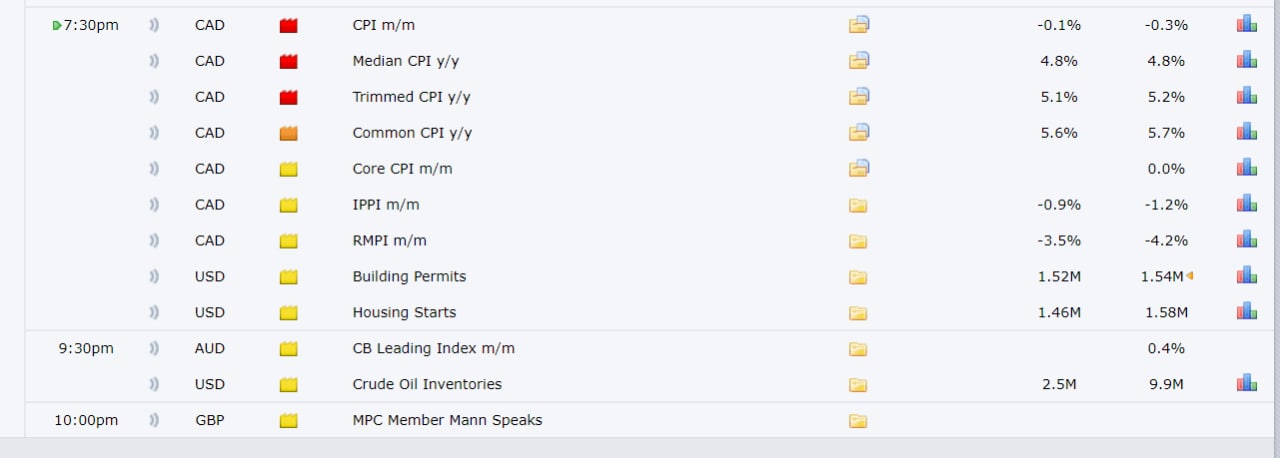 7:30pm CAD CPI m/m -0.1% -0.3%
CAD Median CPI y/y 4.8% 4.8%
CAD Trimmed CPI y/y 5.1% 5.2%
CAD Common CPI y/y 5.6% 5.7%
CAD Core CPI m/m 0.0%
CAD IPPI m/m -0.9% -1.2%
CAD RMPI m/m -3.5% -4.2%
USD Building Permits 1.52M 1.54M
USD Housing Starts 1.46M 1.58M
9:30pm AUD CB Leading Index m/m 0.4%
USD Crude Oil Inventories 2.5M 9.9M
10:00pm GBP MPC Member Mann Speaks